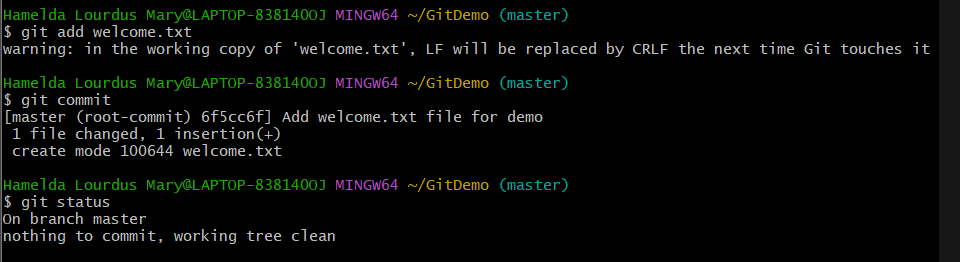 Hamelda Lourdus Mary@LAPTOP-83814OOJ MINGW64 ~/GitDemo (master)
$ git add welcome.txt
warning: in the working copy of 'welcome.txt', LF will be replaced by CRLF the next time Git touches it
Hamelda Lourdus Mary@LAPTOP-83814OOJ MINGW64 ~/GitDemo (master)
$ git commit
[master (root-commit) 6f5cc6f] Add welcome.txt file for demo
1 file changed, 1 insertion(+)
create mode 100644 welcome.txt
Hamelda Lourdus Mary@LAPTOP-83814OOJ MINGW64 ~/GitDemo (master)
$ git status
On branch master
nothing to commit, working tree clean